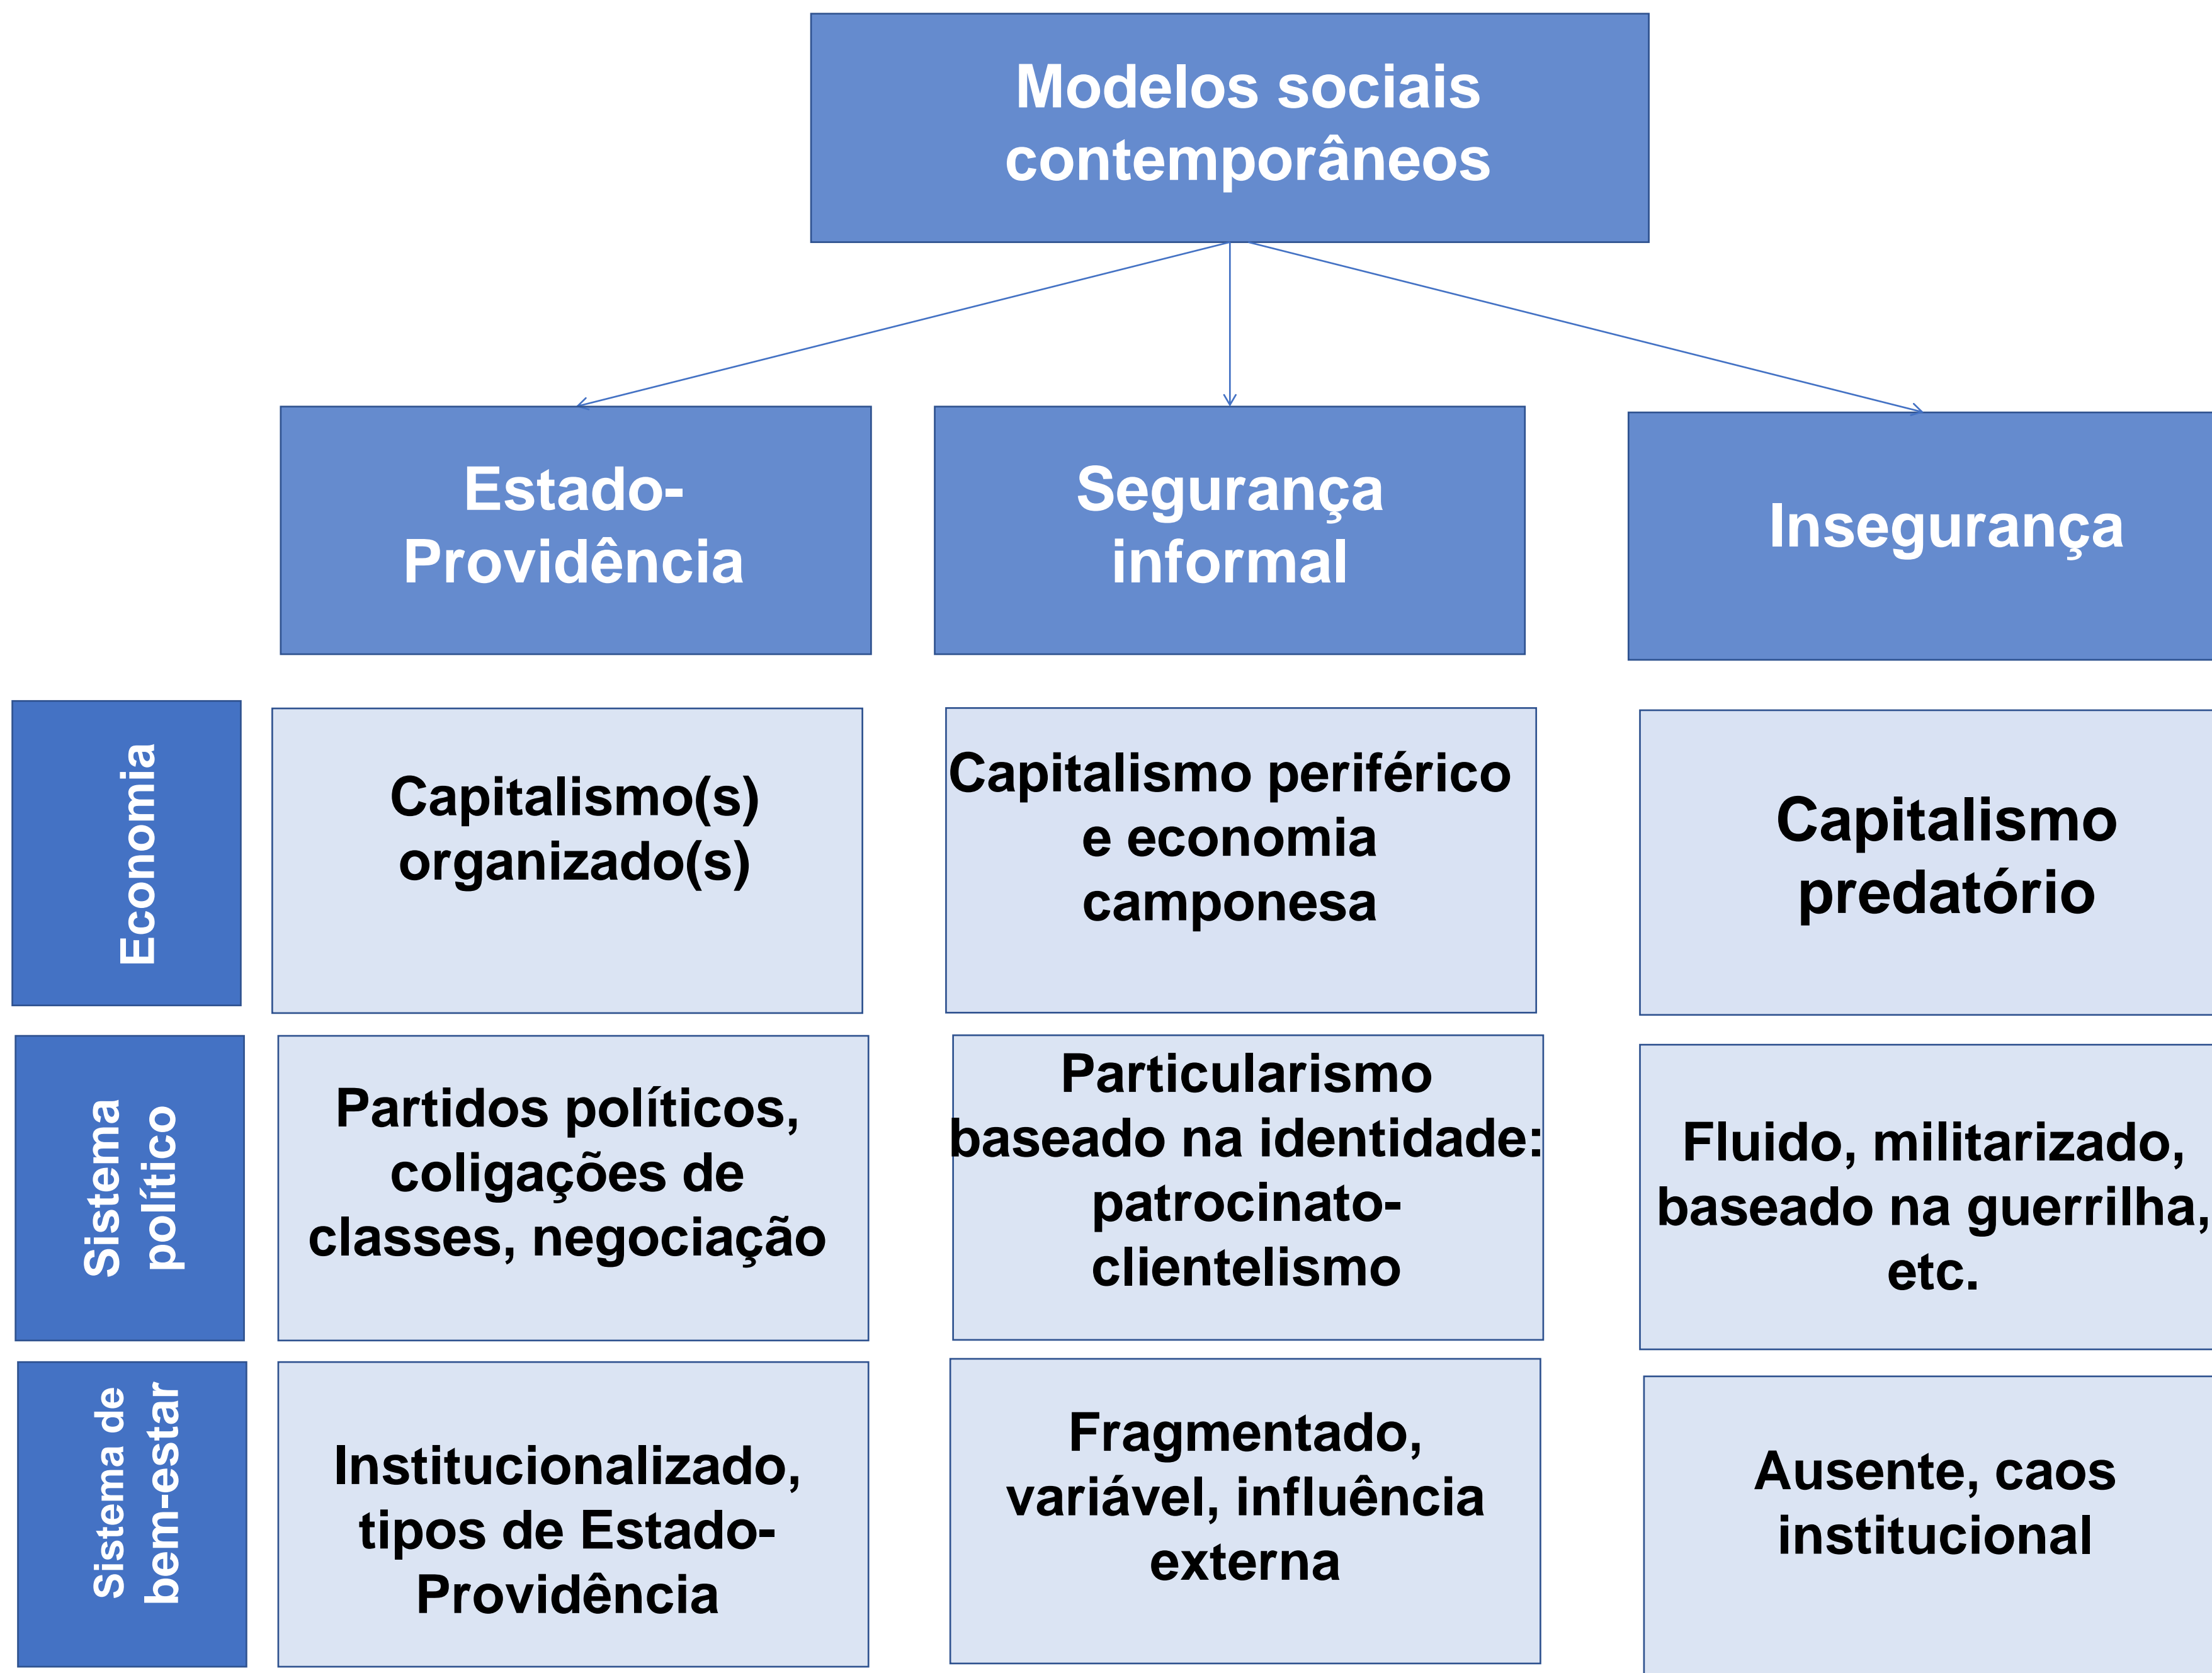 Modelos sociais
contemporâneos
Estado-
Providência
Segurança
informal
Insegurança
Economia
Capitalismo(s)
organizado(s)
Capitalismo periférico
e economia
camponesa
Capitalismo
predatório
Sistema
político
Partidos políticos,
coligações de
classes, negociação
Particularismo
baseado na identidade:
patrocinato-
clientelismo
Fluido, militarizado,
baseado na guerrilha,
etc.
Sistema de
bem-estar
Institucionalizado,
tipos de Estado-
Providência
Fragmentado,
variável, influência
externa
Ausente, caos
institucional